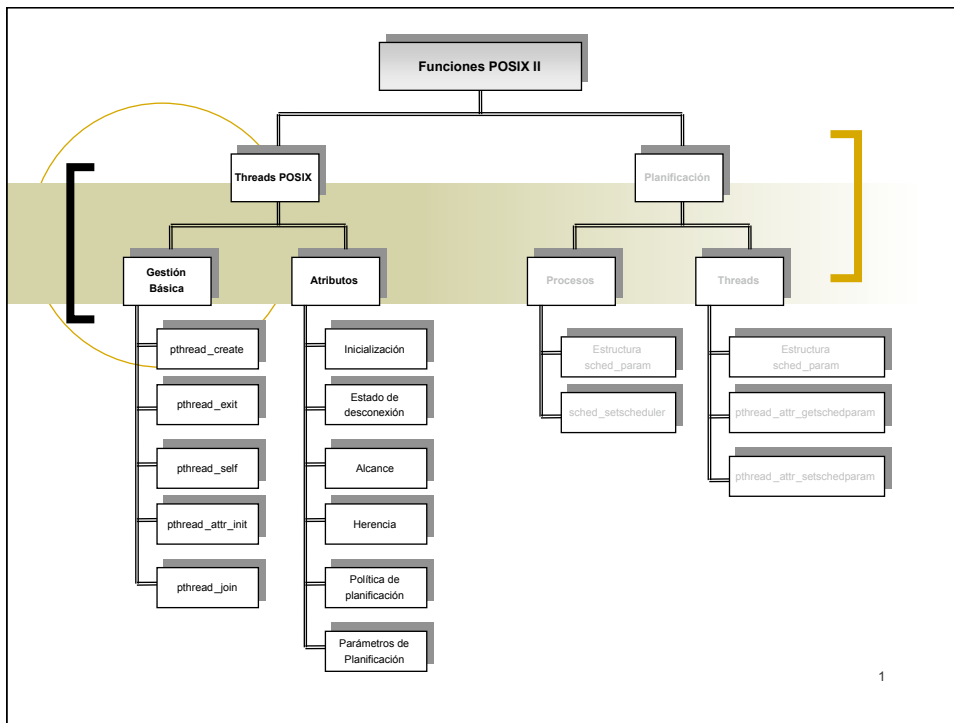 Funciones POSIX II
Threads POSIX
Planificación
Gestión
Básica
Atributos
Procesos
Threads
pthread_create
pthread_exit
pthread_self
pthread_attr_init
pthread_join
Inicialización
Estado de
desconexión
Alcance
Herencia
Política de
planificación
Parámetros de
Planificación
Estructura
sched_param
sched_setscheduler
Estructura
sched_param
pthread_attr_getschedparam
pthread_attr_setschedparam
1